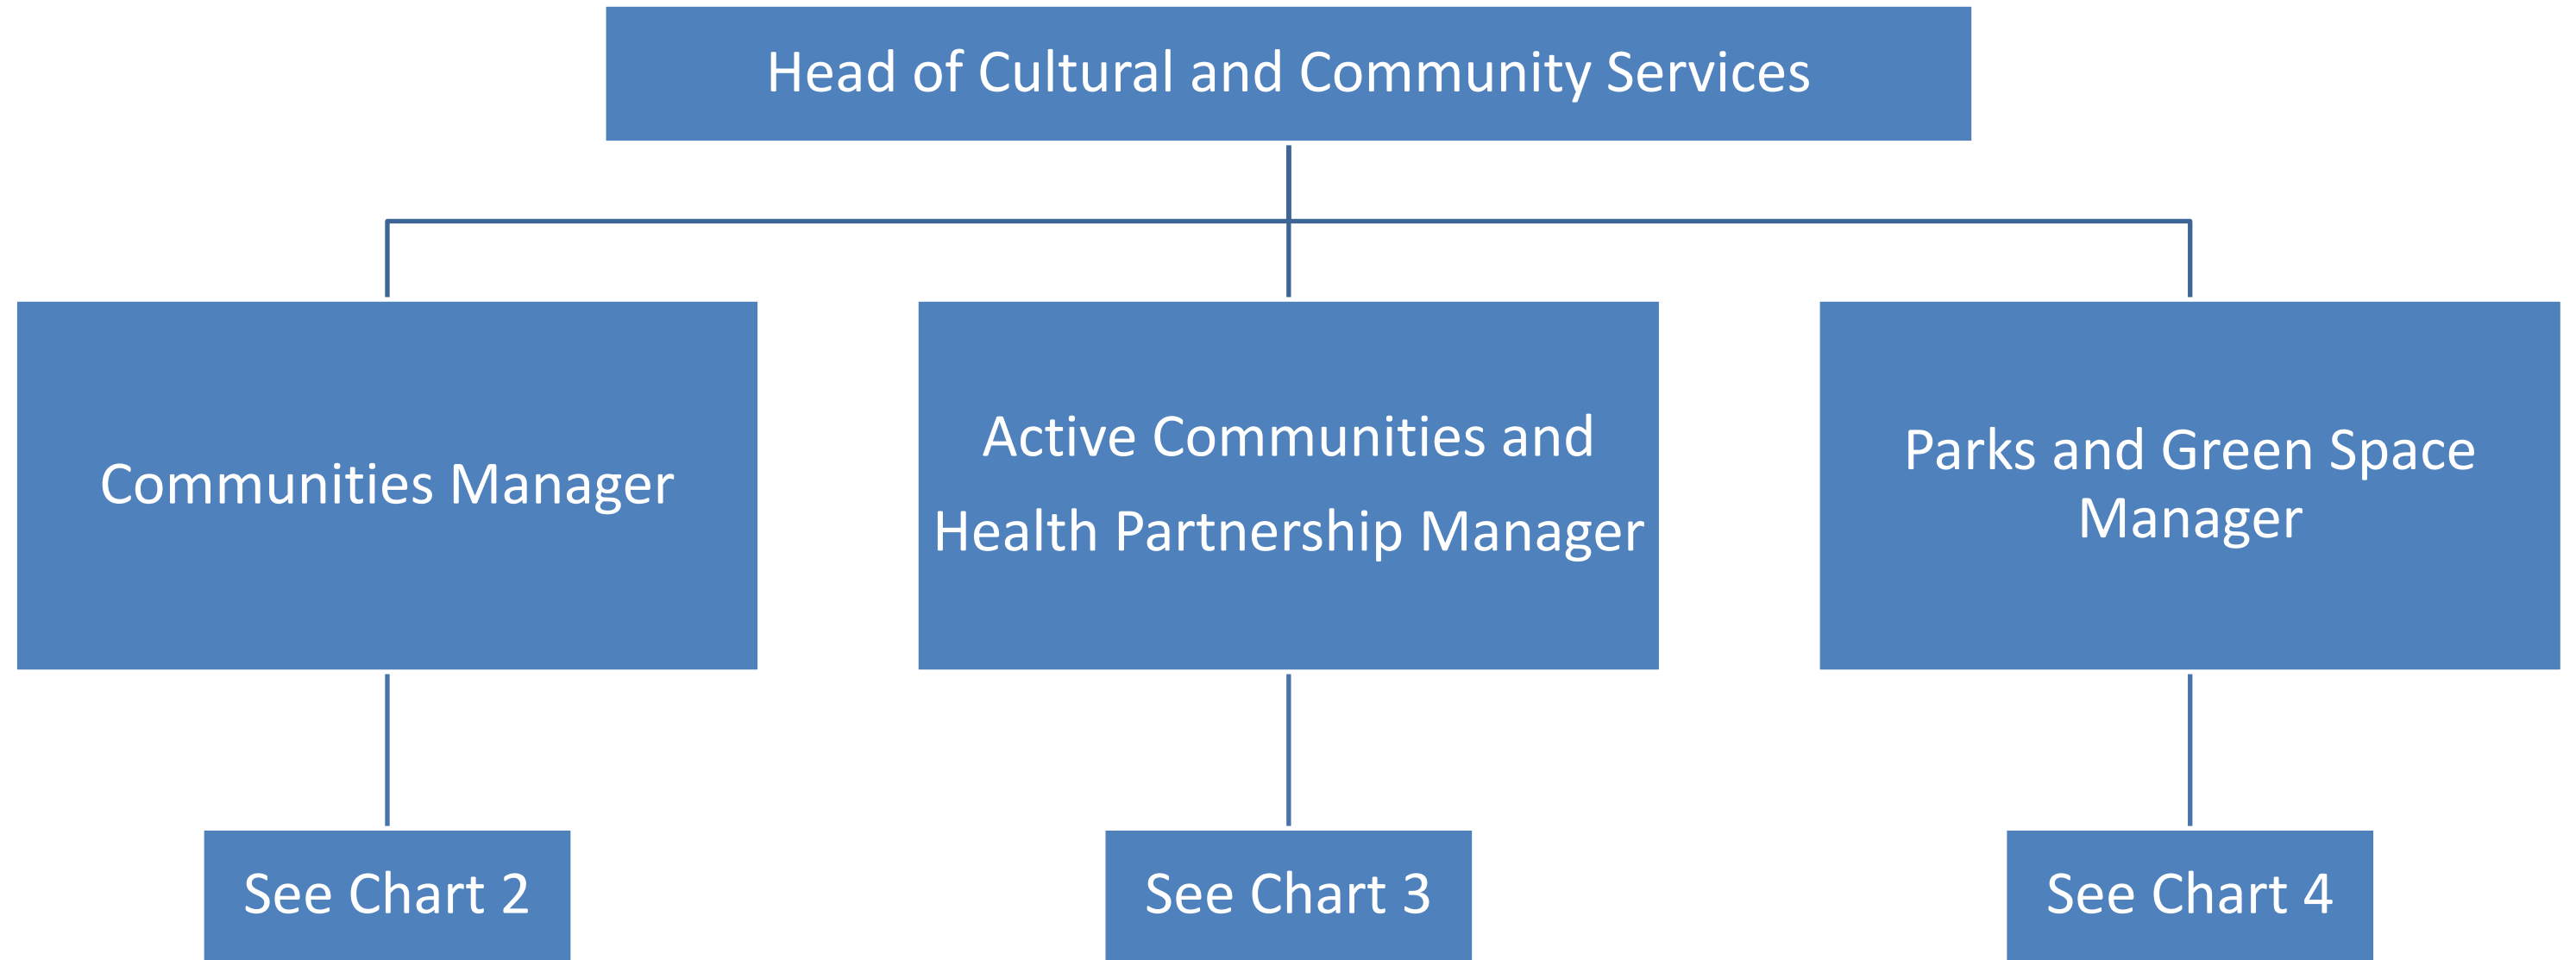 Head of Cultural and Community Services
Communities Manager
Active Communities and
Health Partnership Manager
Parks and Green Space
Manager
See Chart 2
See Chart 3
See Chart 4